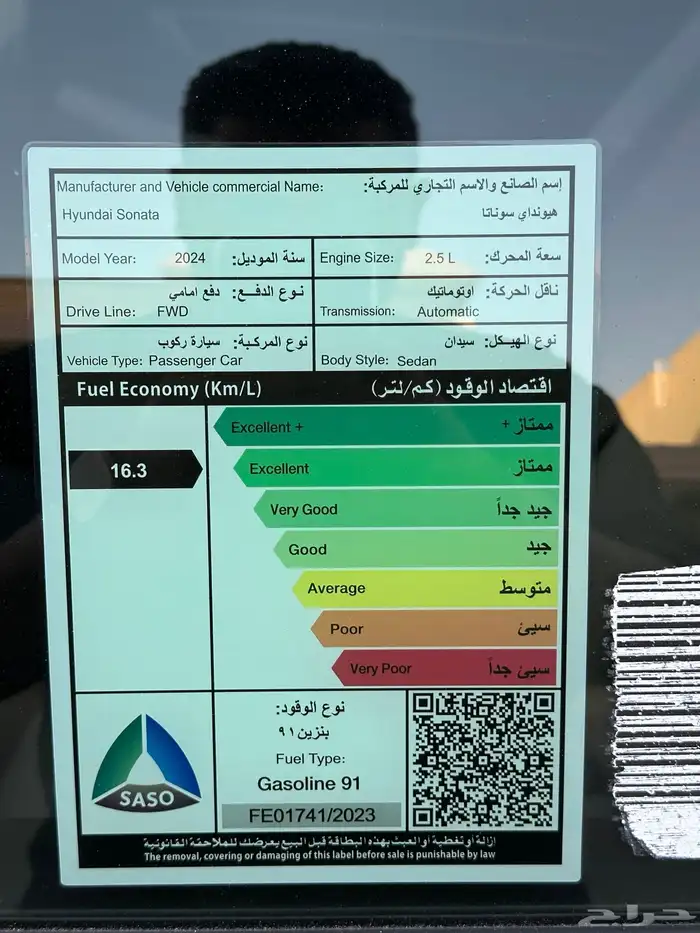 Manufacturer and Vehicle commercial Name: إسم الصانع والاسم التجاري للمركبة:
Hyundai Sonata هيونداي سوناتا
Model Year: 2024 سنة الموديل: Engine Size: 2.5 L سعة المحرك:
نوع الدفع: دفع امامي
Drive Line: FWD
ناقل الحركة: اوتوماتيك
Transmission: Automatic
نوع المركبة: سيارة ركوب
Vehicle Type: Passenger Car
نوع الهيكل: سيدان
Body Style: Sedan
Fuel Economy (Km/L) اقتصاد الوقود (كم/لتر)
Excellent + ممتاز +
16.3 Excellent ممتاز
Very Good جيد جداً
Good جيد
Average متوسط
Poor سيئ
Very Poor سيئ جداً
نوع الوقود:
بنزين ٩١
Fuel Type:
Gasoline 91
SASO
FE01741/2023
إزالة أو تغطية أو العبث بهذه البطاقة قبل البيع يعرضك للملاحقة القانونية
The removal, covering or damaging of this label before sale is punishable by law
حراج